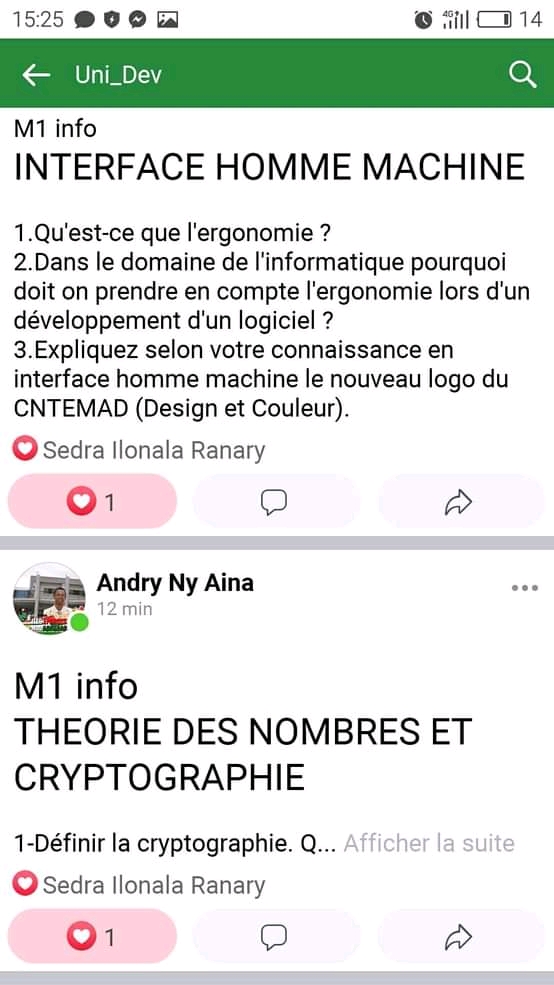 15:25
4G
14
Uni_Dev
M1 info
INTERFACE HOMME MACHINE
1.Qu'est-ce que l'ergonomie ?
2.Dans le domaine de l'informatique pourquoi
doit on prendre en compte l'ergonomie lors d'un
développement d'un logiciel ?
3.Expliquez selon votre connaissance en
interface homme machine le nouveau logo du
CNTEMAD (Design et Couleur).
Sedra Ilonala Ranary
1
Andry Ny Aina
12 min
M1 info
THEORIE DES NOMBRES ET
CRYPTOGRAPHIE
1-Définir la cryptographie. Q... Afficher la suite
Sedra Ilonala Ranary
1